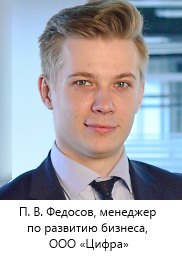 П. В. Федосов, менеджер
по развитию бизнеса,
ООО «Цифра»